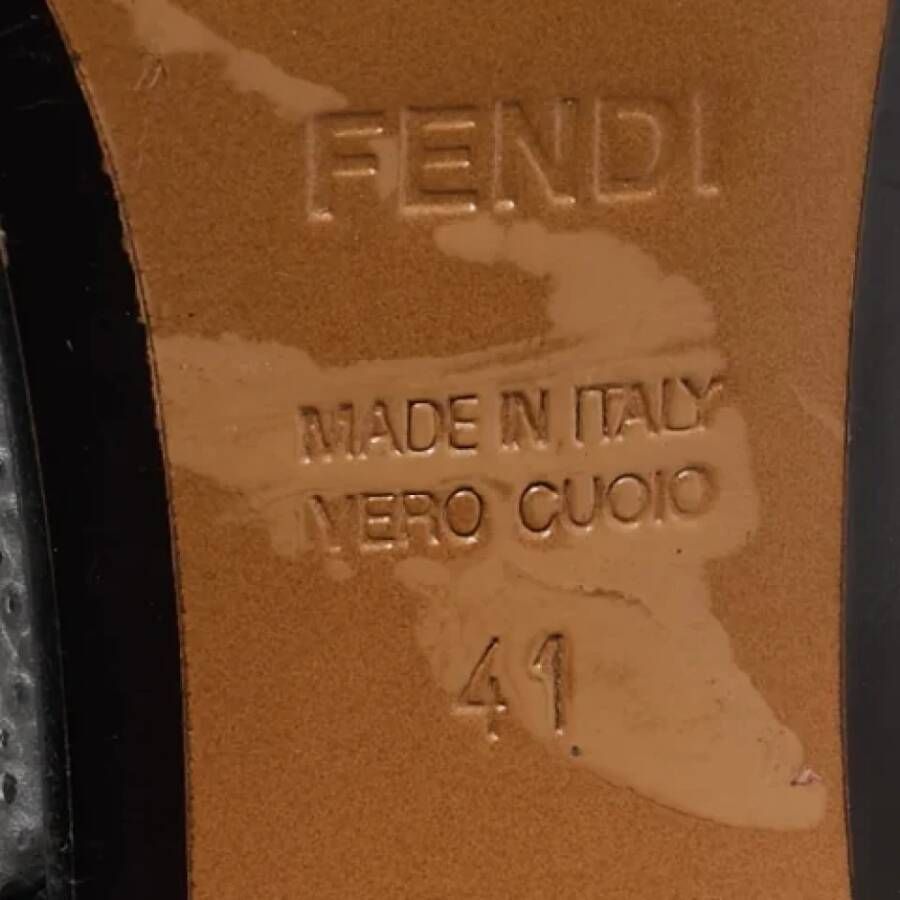 FENDI
MADE IN ITALY
VERO CUOIO
41